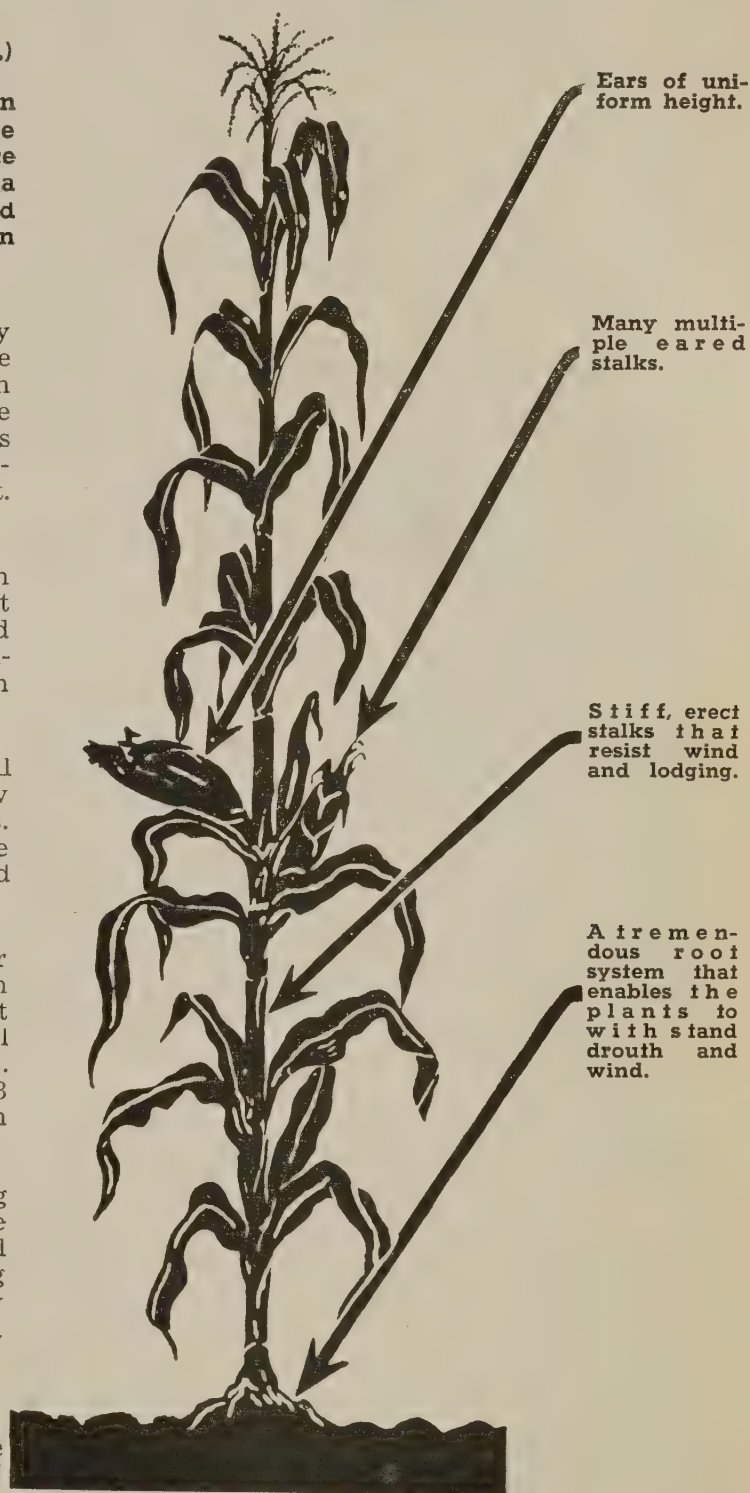 .)
n
e
e
a
d
n
y
e
n
e
s
-
t.
n
t
d
-
n
l
v
.
e
d
r
n
t
l
.
3
n
g
e
l
g
r
.
e
Ears of uni-
form height.
Many multi-
ple eared
stalks.
Stiff, erect
stalks that
resist wind
and lodging.
A tremen-
dous root
system that
enables the
plants to
withstand
drouth and
wind.